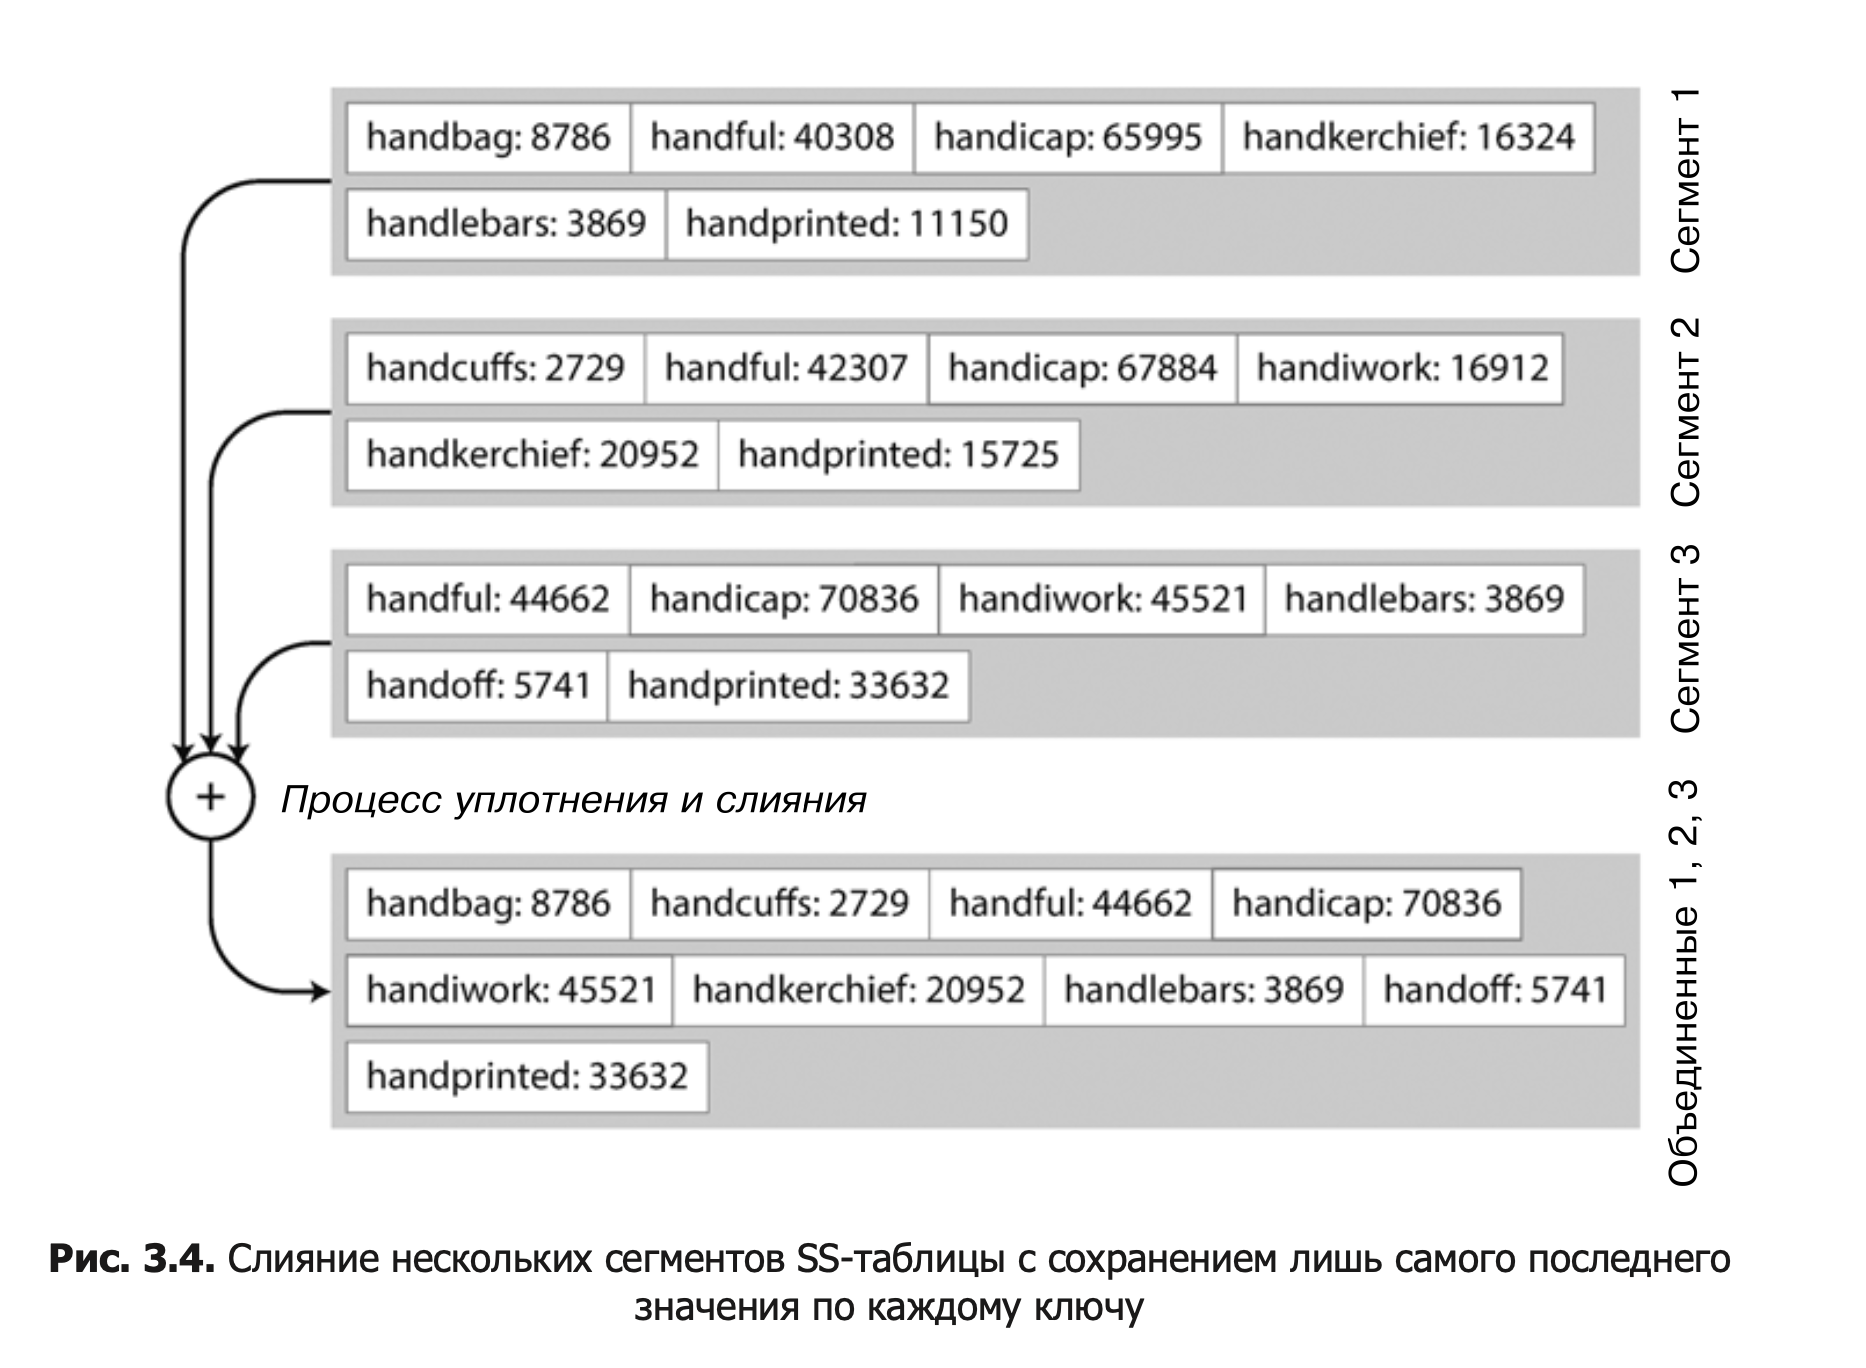 handbag: 8786 handful: 40308 handicap: 65995 handkerchief: 16324
handlebars: 3869 handprinted: 11150
Сегмент 1
handcuffs: 2729 handful: 42307 handicap: 67884 handiwork: 16912
handkerchief: 20952 handprinted: 15725
Сегмент 2
handful: 44662 handicap: 70836 handiwork: 45521 handlebars: 3869
handoff: 5741 handprinted: 33632
Сегмент 3
+ Процесс уплотнения и слияния
handbag: 8786 handcuffs: 2729 handful: 44662 handicap: 70836
handiwork: 45521 handkerchief: 20952 handlebars: 3869 handoff: 5741
handprinted: 33632
Объединенные 1, 2, 3
Рис. 3.4. Слияние нескольких сегментов SS-таблицы с сохранением лишь самого последнего
значения по каждому ключу